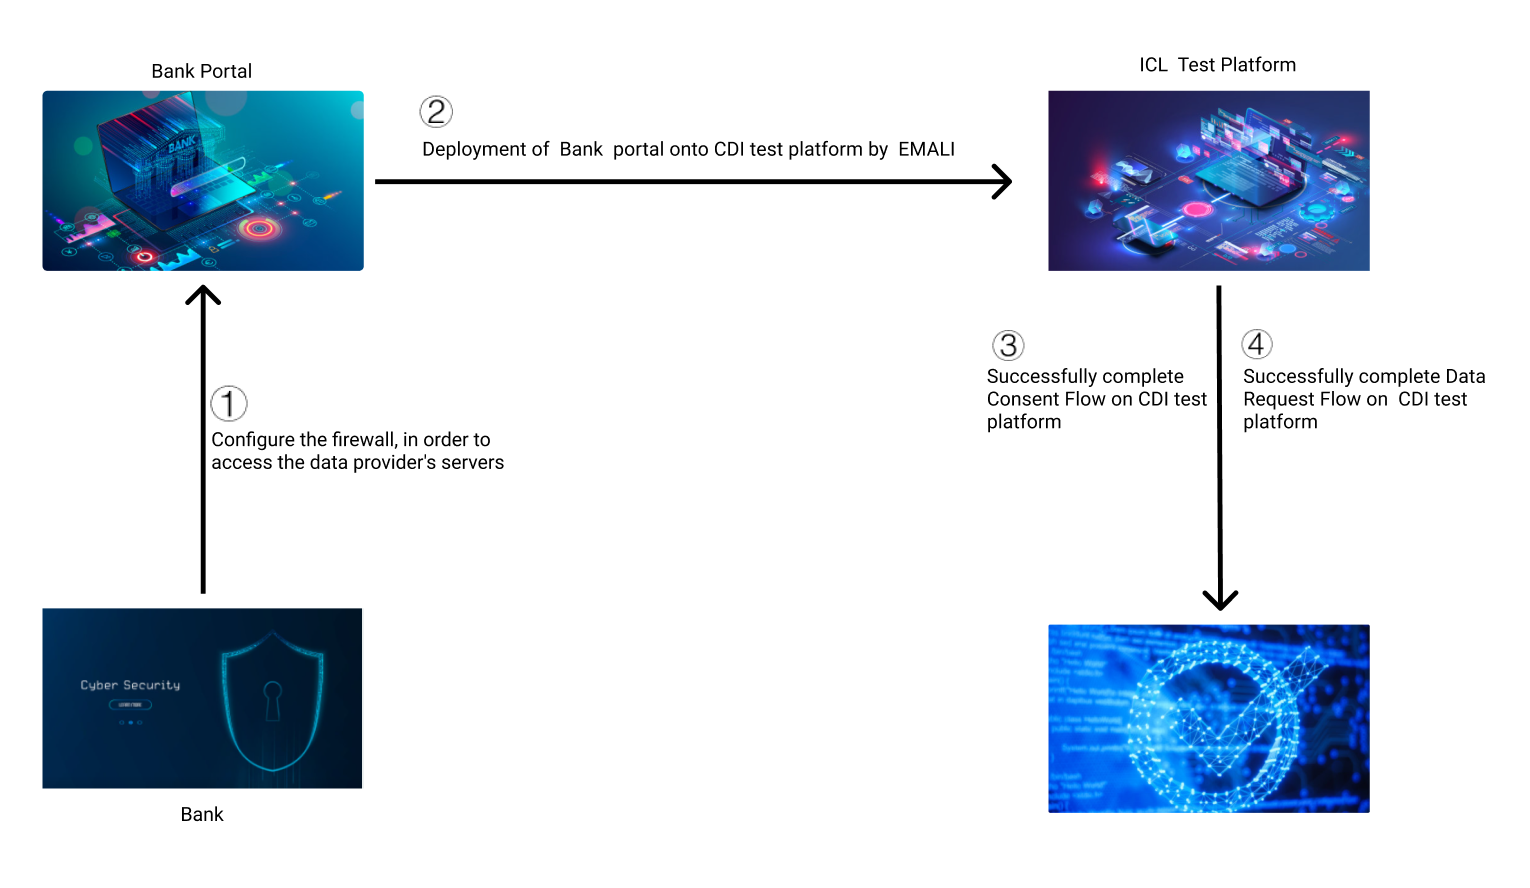 Bank Portal
ICL Test Platform
BANK
②
Deployment of Bank portal onto CDI test platform by EMALI
①
Configure the firewall, in order to
access the data provider's servers
③
Successfully complete
Consent Flow on CDI test
platform
④
Successfully complete Data
Request Flow on CDI test
platform
Cyber Security
Bank